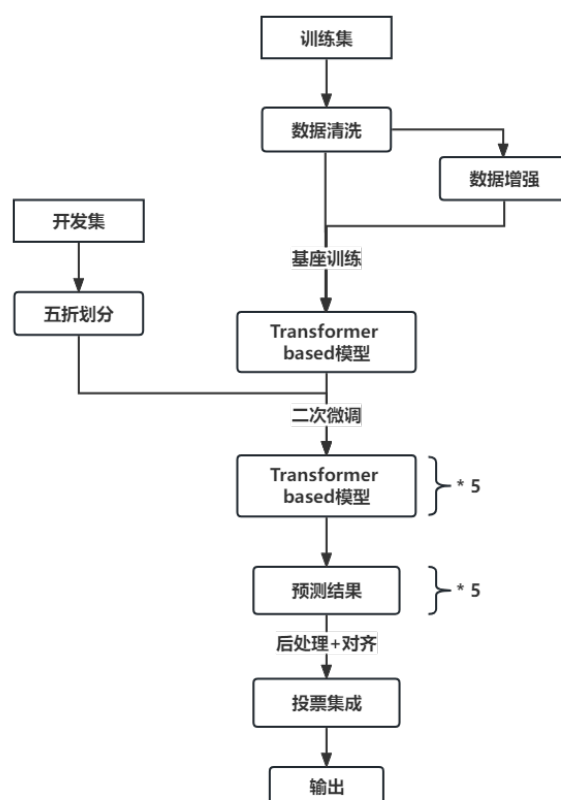 训练集
数据清洗
数据增强
开发集
基座训练
五折划分
Transformer
based模型
二次微调
Transformer
based模型
* 5
预测结果
* 5
后处理+对齐
投票集成
输出